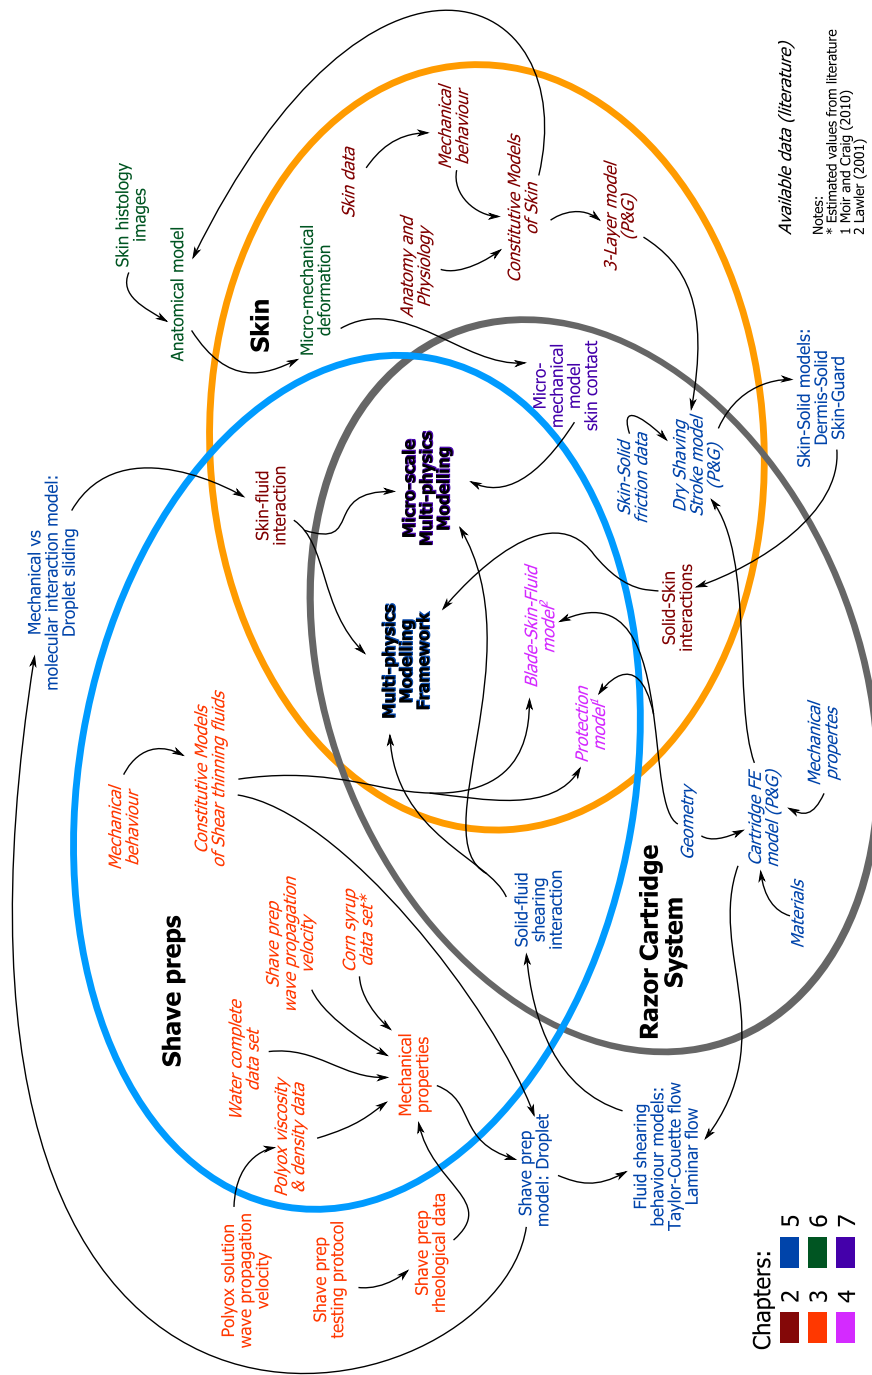 Mechanical vs
molecular interaction model:
Droplet sliding
Skin histology
images
Anatomical model
Skin
Micro-mechanical
deformation
Skin data
Mechanical
behaviour
Anatomy and
Physiology
Constitutive Models
of Skin
3-Layer model
(P&G)
Shave preps
Mechanical
behaviour
Constitutive Models
of Shear thinning fluids
Skin-fluid
interaction
Polyox solution
wave propagation
velocity
Water complete
data set
Shave prep
wave propagation
velocity
Corn syrup
data set*
Polyox viscosity
& density data
Mechanical
properties
Shave prep
testing protocol
Shave prep
rheological data
Multi-physics
Modelling
Framework
Micro-scale
Multi-physics
Modelling
Micro-
mechanical
model
skin contact
Blade-Skin-Fluid
model2
Protection
model1
Solid-fluid
shearing
interaction
Shave prep
model: Droplet
Fluid shearing
behaviour models:
Taylor-Couette flow
Laminar flow
Razor Cartridge
System
Geometry
Cartridge FE
model (P&G)
Materials
Mechanical
propertes
Solid-Skin
interactions
Skin-Solid
friction data
Dry Shaving
Stroke model
(P&G)
Skin-Solid models:
Dermis-Solid
Skin-Guard
Chapters:
2 5
3 6
4 7
Available data (literature)
Notes:
* Estimated values from literature
1 Moir and Craig (2010)
2 Lawler (2001)